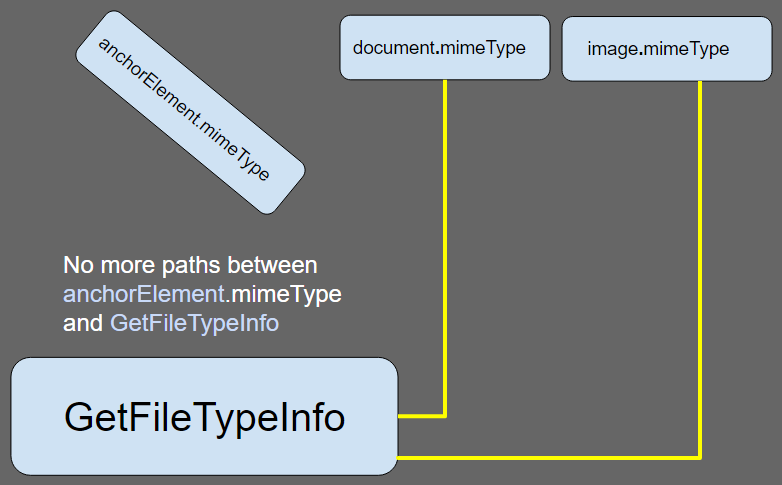 anchorElement.mimeType
document.mimeType
image.mimeType
No more paths between
anchorElement.mimeType
and GetFileTypeInfo
GetFileTypeInfo